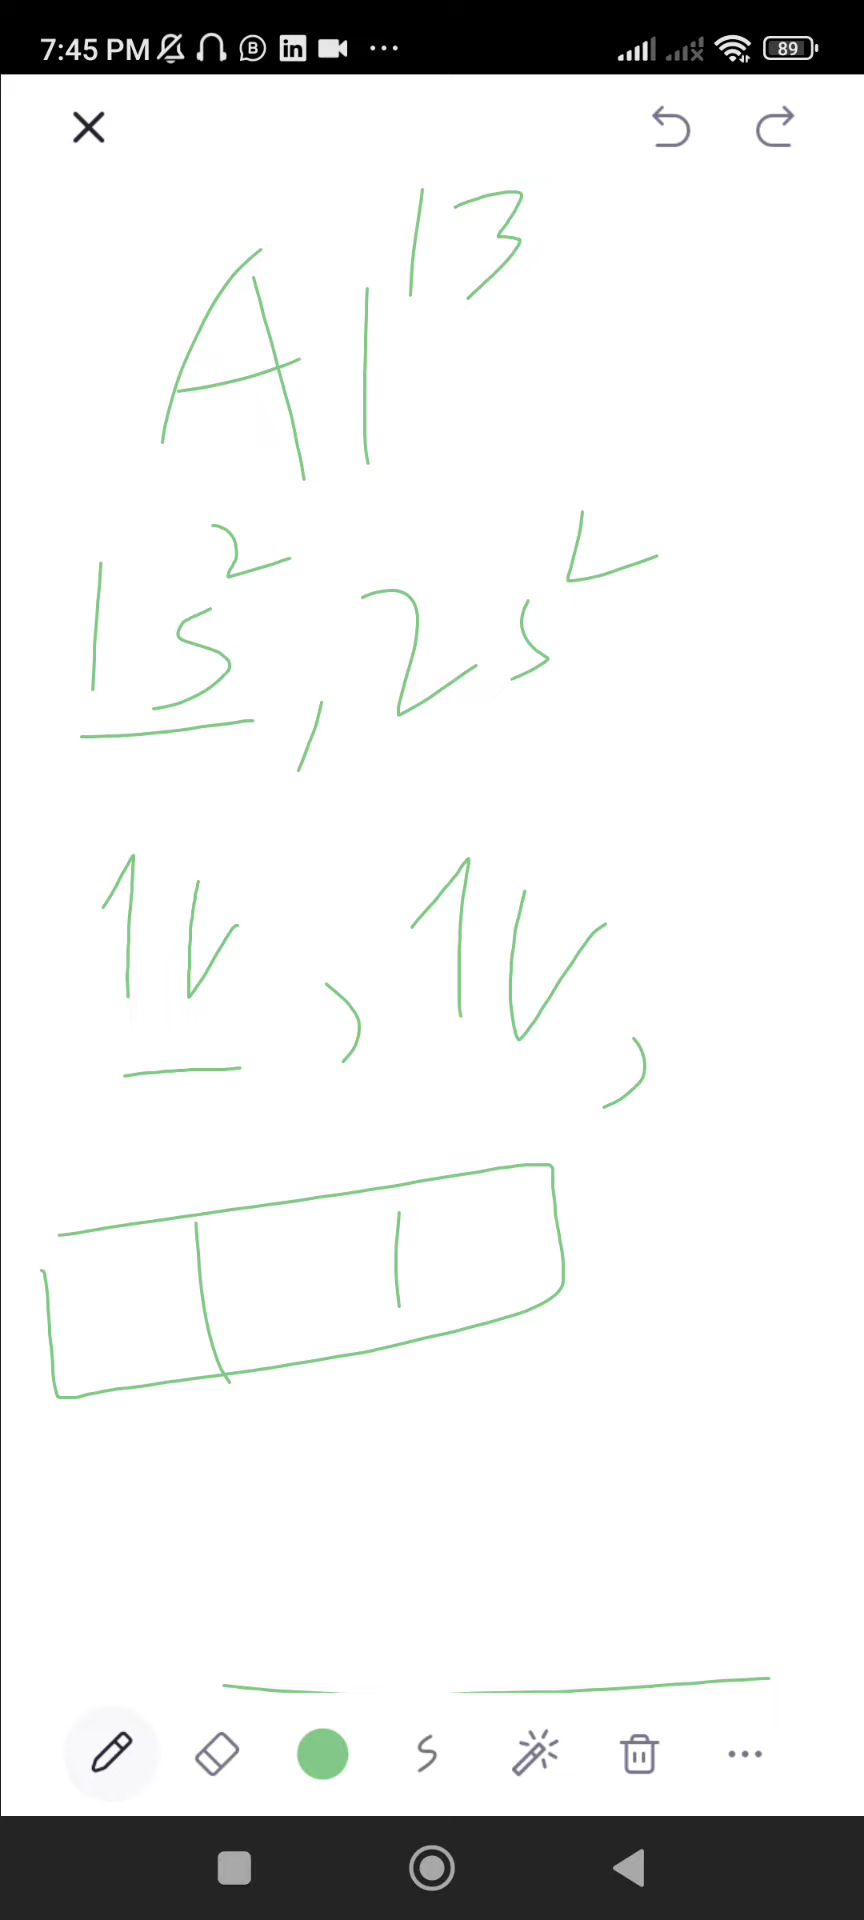 7:45 PM
89
Al¹³
1s², 2s²
1↓, 1↓,